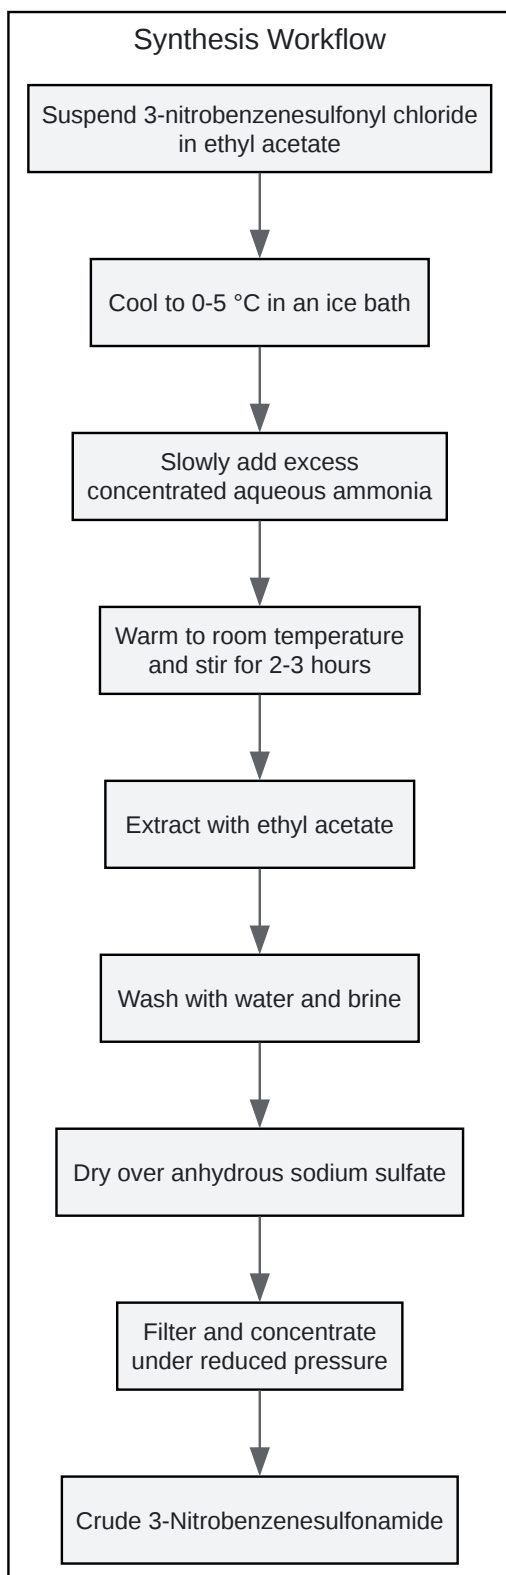 Synthesis Workflow
Suspend 3-nitrobenzenesulfonyl chloride
in ethyl acetate
Cool to 0-5 °C in an ice bath
Slowly add excess
concentrated aqueous ammonia
Warm to room temperature
and stir for 2-3 hours
Extract with ethyl acetate
Wash with water and brine
Dry over anhydrous sodium sulfate
Filter and concentrate
under reduced pressure
Crude 3-Nitrobenzenesulfonamide